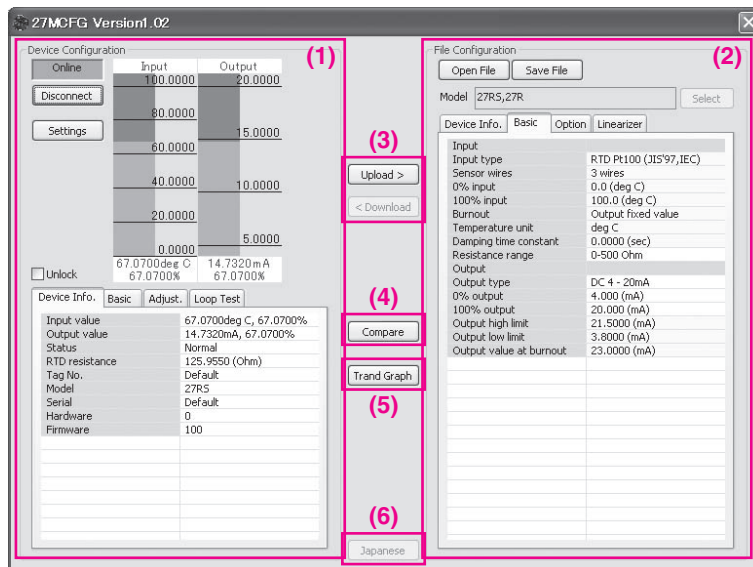 27MCFG Version1.02
Device Configuration
(1)
Online
Disconnect
Settings
Input
Output
100.0000
80.0000
60.0000
40.0000
20.0000
0.0000
20.0000
15.0000
10.0000
5.0000
67.0700deg C
67.0700%
14.7320mA
67.0700%
Unlock
Device Info. Basic Adjust. Loop Test
Input value 67.0700deg C, 67.0700%
Output value 14.7320mA, 67.0700%
Status Normal
RTD resistance 125.9550 (Ohm)
Tag No. Default
Model 27RS
Serial Default
Hardware 0
Firmware 100
(3)
Upload >
< Download
(4)
Compare
Trand Graph
(5)
(6)
Japanese
File Configuration
(2)
Open File Save File
Model 27RS,27R Select
Device Info. Basic Option Linearizer
Input
Input type RTD Pt100 (JIS'97,IEC)
Sensor wires 3 wires
0% input 0.0 (deg C)
100% input 100.0 (deg C)
Burnout Output fixed value
Temperature unit deg C
Damping time constant 0.0000 (sec)
Resistance range 0-500 Ohm
Output
Output type DC 4 - 20mA
0% output 4.000 (mA)
100% output 20.000 (mA)
Output high limit 21.5000 (mA)
Output low limit 3.8000 (mA)
Output value at burnout 23.0000 (mA)